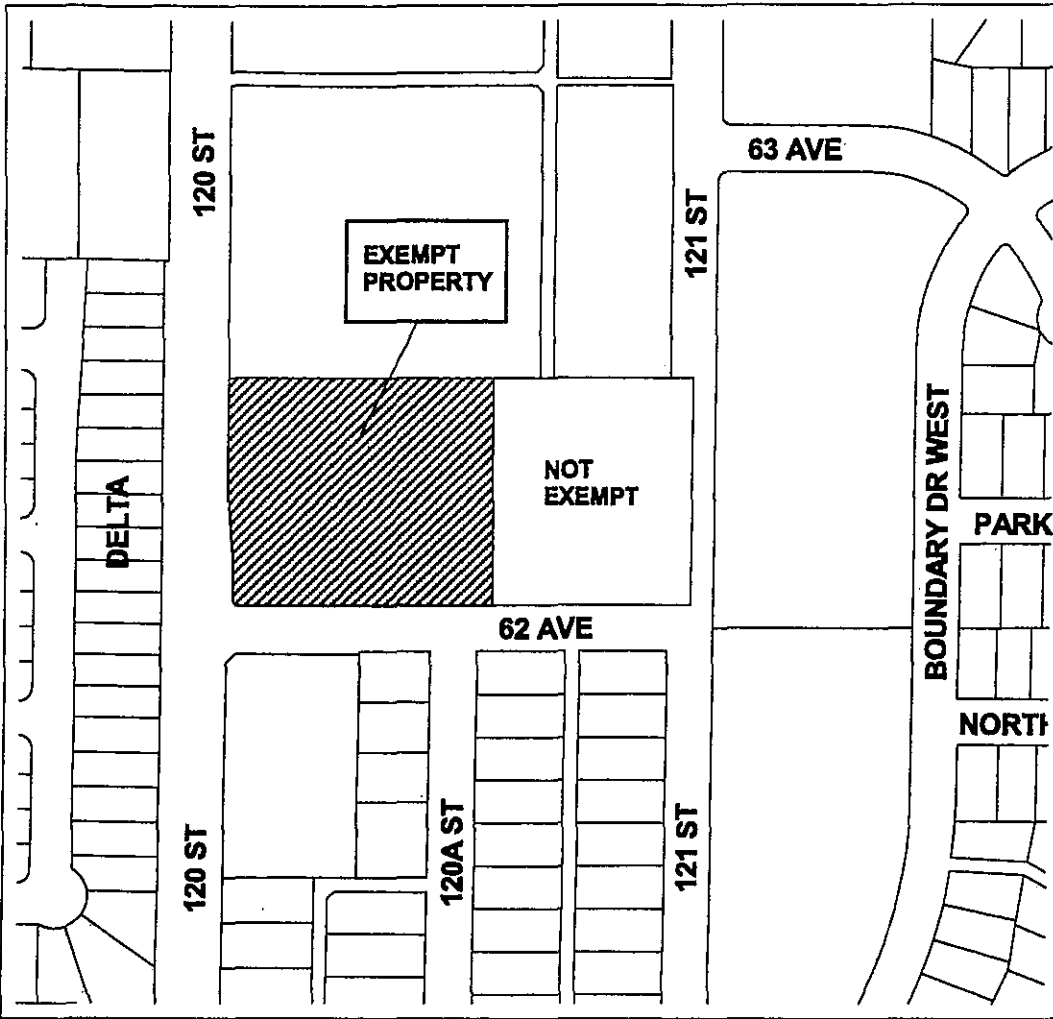 63 AVE
120 ST
121 ST
EXEMPT
PROPERTY
NOT
EXEMPT
DELTA
BOUNDARY DR WEST
PARK
62 AVE
NORTH
120 ST
120A ST
121 ST